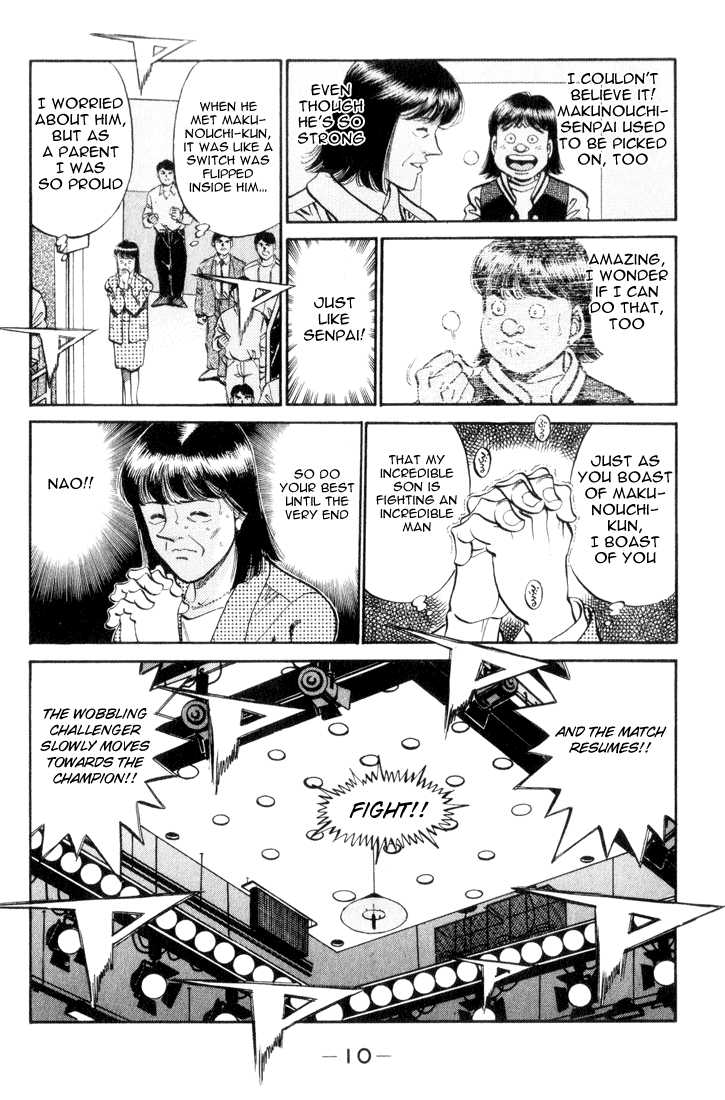 I COULDN'T
BELIEVE IT!
MAKUNOUCHI-
SENPAI USED
TO BE PICKED
ON, TOO
EVEN
THOUGH
HE'S SO
STRONG
AMAZING,
I WONDER
IF I CAN
DO THAT,
TOO
JUST
LIKE
SENPAI!
WHEN HE
MET MAKU-
NOUCHI-KUN,
IT WAS LIKE A
SWITCH WAS
FLIPPED
INSIDE HIM...
I WORRIED
ABOUT HIM,
BUT AS
A PARENT
I WAS
SO PROUD
JUST AS
YOU BOAST
OF MAKU-
NOUCHI-
KUN,
I BOAST
OF YOU
THAT MY
INCREDIBLE
SON IS
FIGHTING AN
INCREDIBLE
MAN
SO DO
YOUR BEST
UNTIL THE
VERY END
NAO!!
AND THE MATCH
RESUMES!!
FIGHT!!
THE WOBBLING
CHALLENGER
SLOWLY MOVES
TOWARDS THE
CHAMPION!!
—10—